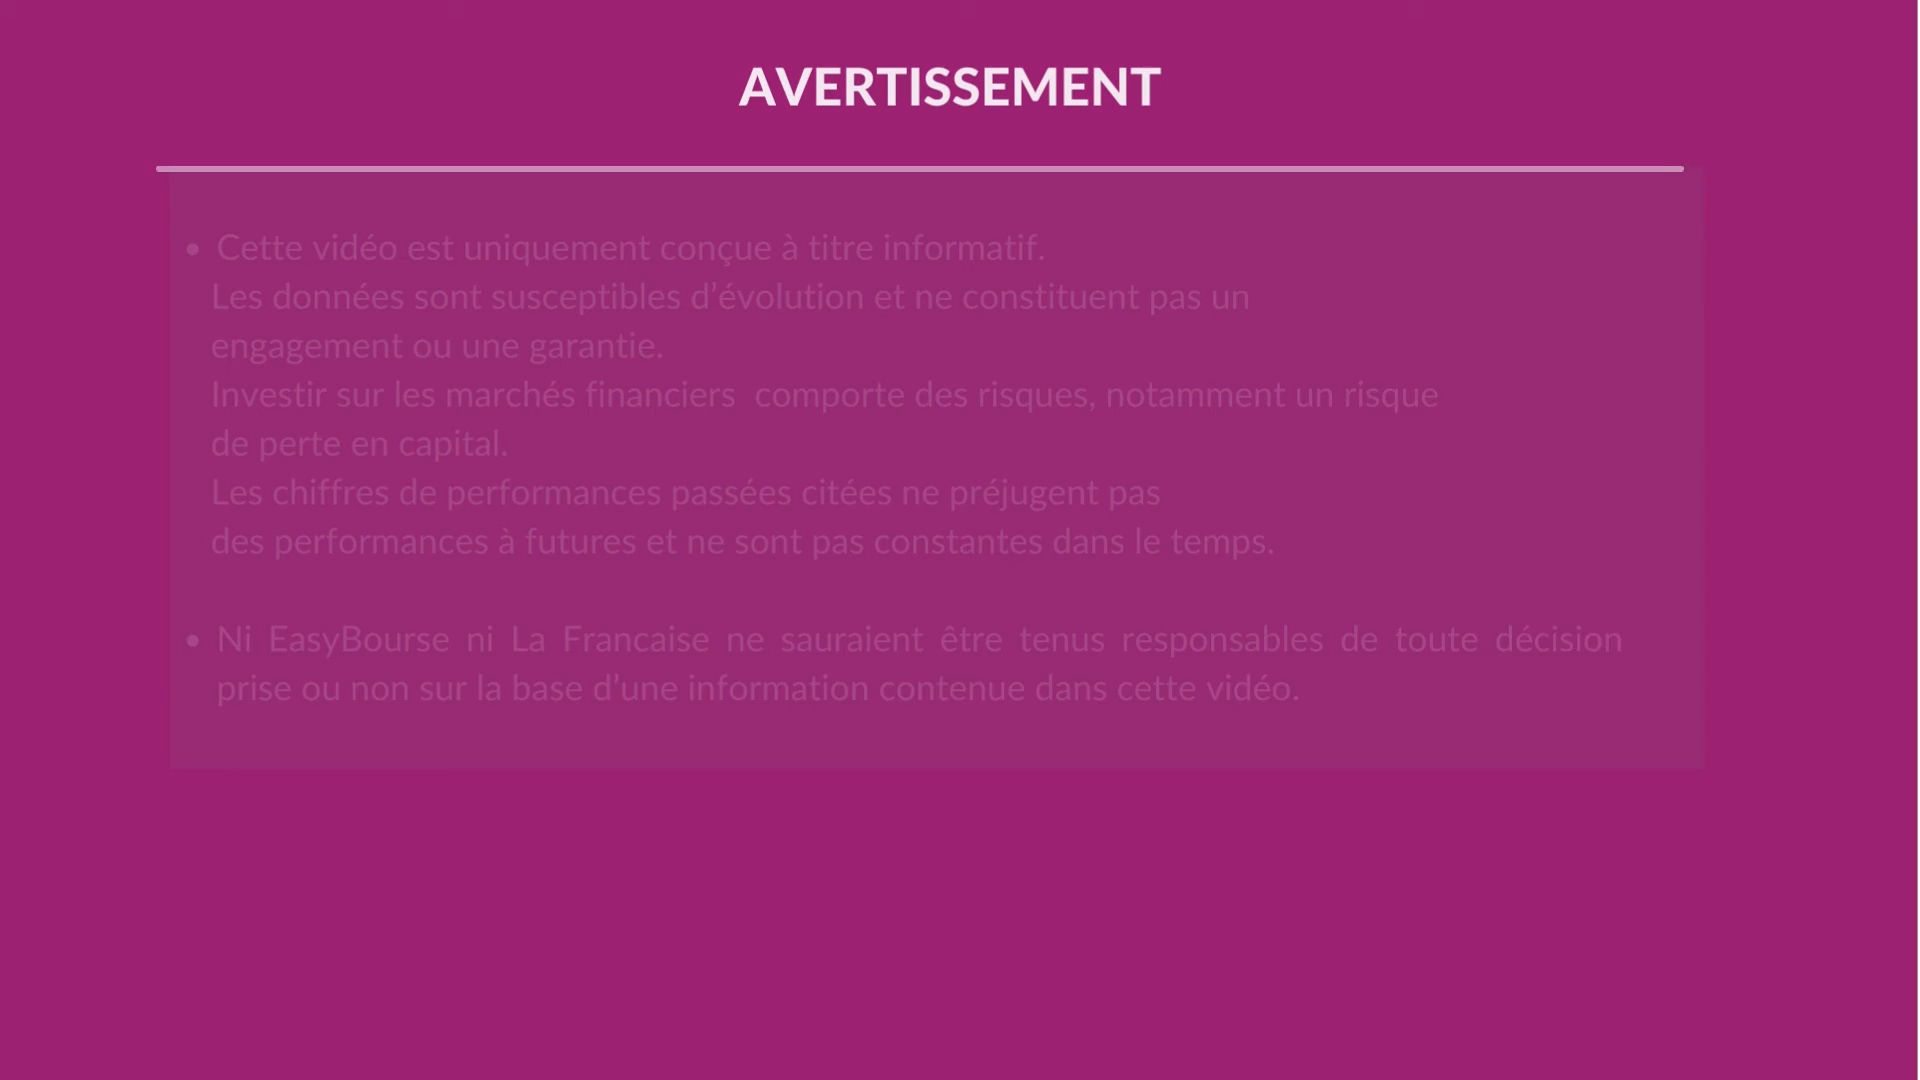 AVERTISSEMENT
• Cette vidéo est uniquement conçue à titre informatif.
Les données sont susceptibles d’évolution et ne constituent pas un
engagement ou une garantie.
Investir sur les marchés financiers  comporte des risques, notamment un risque
de perte en capital.
Les chiffres de performances passées citées ne préjugent pas
des performances à futures et ne sont pas constantes dans le temps.
• Ni EasyBourse ni La Francaise ne sauraient être tenus responsables de toute décision
prise ou non sur la base d’une information contenue dans cette vidéo.